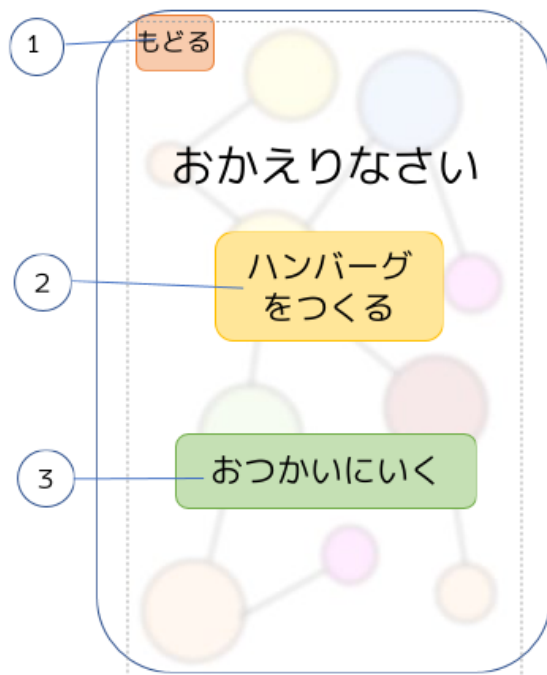 1
もどる
おかえりなさい
2
ハンバーグ
をつくる
3
おつかいにいく